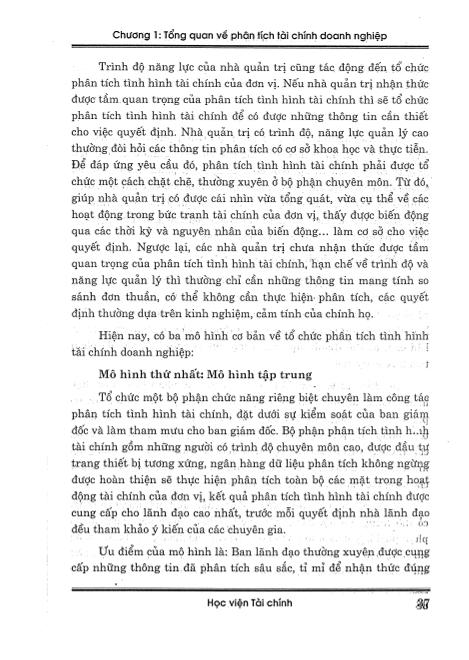 Chương 1: Tổng quan về phân tích tài chính doanh nghiệp
Trình độ năng lực của nhà quản trị cũng tác động đến tổ chức
phân tích tình hình tài chính của đơn vị. Nếu nhà quản trị nhận thức
được tầm quan trọng của phân tích tình hình tài chính thì sẽ tổ chức
phân tích tình hình tài chính để có được những thông tin cần thiết
cho việc quyết định. Nhà quản trị có trình độ, năng lực quản lý cao
thường đòi hỏi các thông tin phân tích có cơ sở khoa học và thực tiễn.
Để đáp ứng yêu cầu đó, phân tích tình hình tài chính phải được tổ
chức một cách chặt chẽ, thường xuyên ở bộ phận chuyên môn. Từ đó,
giúp nhà quản trị có được cái nhìn vừa tổng quát, vừa cụ thể về các
hoạt động trong bức tranh tài chính của đơn vị, thấy được biến động
qua các thời kỳ và nguyên nhân của biến động... làm cơ sở cho việc
quyết định. Ngược lại, các nhà quản trị chưa nhận thức được tầm
quan trọng của phân tích tình hình tài chính, hạn chế về trình độ và
năng lực quản lý thì thường chỉ cần những thông tin mang tính so
sánh đơn thuần, có thể không cần thực hiện phân tích, các quyết
định thường dựa trên kinh nghiệm, cảm tính của chính họ.
Hiện nay, có ba mô hình cơ bản về tổ chức phân tích tình hình
tài chính doanh nghiệp:
Mô hình thứ nhất: Mô hình tập trung
Tổ chức một bộ phận chức năng riêng biệt chuyên làm công tác
phân tích tình hình tài chính, đặt dưới sự kiểm soát của ban giám
đốc và làm tham mưu cho ban giám đốc. Bộ phận phân tích tình
tài chính gồm những người có trình độ chuyên môn cao, được đầu tư
trang thiết bị tương xứng, ngân hàng dữ liệu phân tích không ngừng
được hoàn thiện sẽ thực hiện phân tích toàn bộ các mặt trong hoạt
động tài chính của đơn vị, kết quả phân tích tình hình tài chính được
cung cấp cho lãnh đạo cao nhất, trước mỗi quyết định nhà lãnh đạo
đều tham khảo ý kiến của các chuyên gia.
Ưu điểm của mô hình là: Ban lãnh đạo thường xuyên được cung
cấp những thông tin đã phân tích sâu sắc, tỉ mỉ để nhận thức đúng
Học viện Tài chính